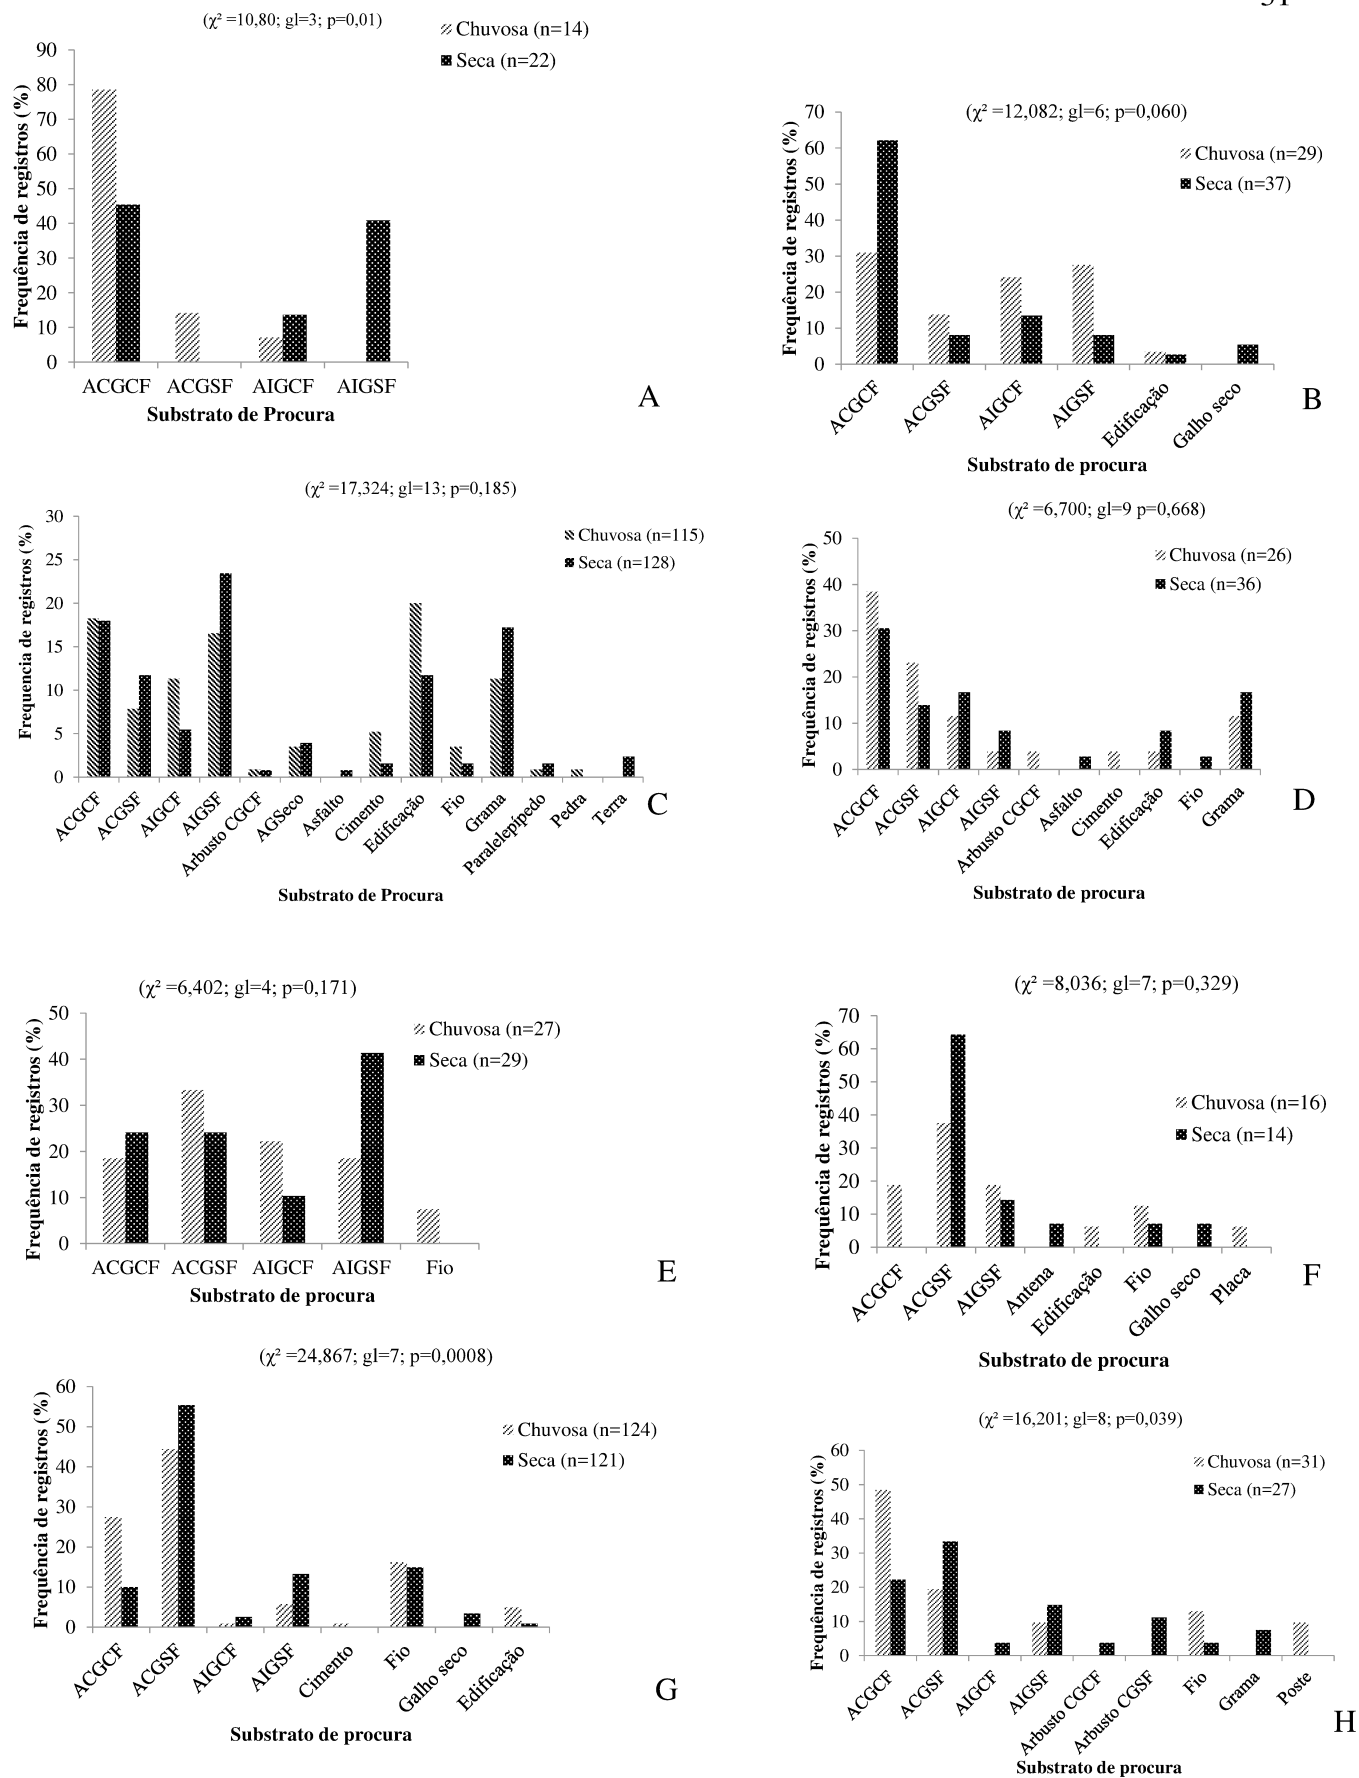 (χ² =10,80; gl=3; p=0,01)
Chuvosa (n=14)
Seca (n=22)
Frequência de registros (%)
90
80
70
60
50
40
30
20
10
0
ACGCF ACGSF AIGCF AIGSF
Substrato de Procura
A
(χ² =12,082; gl=6; p=0,060)
Chuvosa (n=29)
Seca (n=37)
Frequência de registros (%)
70
60
50
40
30
20
10
0
ACGCF ACGSF AIGCF AIGSF Edificação Galho seco
Substrato de procura
B
(χ² =17,324; gl=13; p=0,185)
Chuvosa (n=115)
Seca (n=128)
Frequencia de registros (%)
30
25
20
15
10
5
0
ACGCF ACGSF AIGCF AIGSF Arbusto CGCF AGSeco Asfalto Cimento Edificação Fio Grama Paralelepípedo Pedra Terra
Substrato de Procura
C
(χ² =6,700; gl=9 p=0,668)
Chuvosa (n=26)
Seca (n=36)
Frequência de registros (%)
50
40
30
20
10
0
ACGCF ACGSF AIGCF AIGSF Arbusto CGCF Asfalto Cimento Edificação Fio Grama
Substrato de procura
D
(χ² =6,402; gl=4; p=0,171)
Chuvosa (n=27)
Seca (n=29)
Frequência de registros (%)
50
40
30
20
10
0
ACGCF ACGSF AIGCF AIGSF Fio
Substrato de procura
E
(χ² =8,036; gl=7; p=0,329)
Chuvosa (n=16)
Seca (n=14)
Frequência de registros (%)
70
60
50
40
30
20
10
0
ACGCF ACGSF AIGSF Antena Edificação Fio Galho seco Placa
Substrato de procura
F
(χ² =24,867; gl=7; p=0,0008)
Chuvosa (n=124)
Seca (n=121)
Frequência de registros (%)
60
50
40
30
20
10
0
ACGCF ACGSF AIGCF AIGSF Cimento Fio Galho seco Edificação
Substrato de procura
G
(χ² =16,201; gl=8; p=0,039)
Chuvosa (n=31)
Seca (n=27)
Frequência de registros (%)
60
50
40
30
20
10
0
ACGCF ACGSF AIGCF AIGSF Arbusto CGCF Arbusto CGSF Fio Grama Poste
Substrato de procura
H